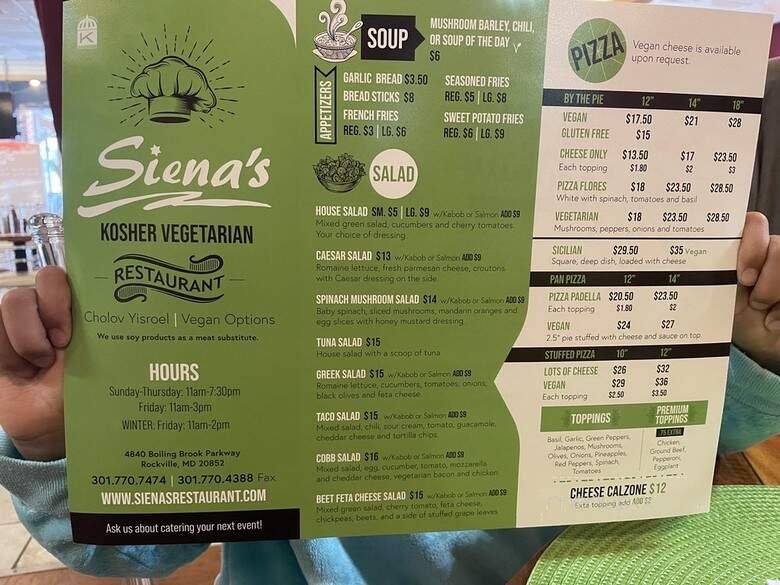 K
Siena's
KOSHER VEGETARIAN
RESTAURANT
Cholov Yisroel | Vegan Options
We use soy products as a meat substitute.
HOURS
Sunday-Thursday: 11am-7:30pm
Friday: 11am-3pm
WINTER: Friday: 11am-2pm
4840 Boiling Brook Parkway
Rockville, MD 20852
301.770.7474 | 301.770.4388 Fax
WWW.SIENASRESTAURANT.COM
Ask us about catering your next event!
SOUP
MUSHROOM BARLEY, CHILI,
OR SOUP OF THE DAY
$6
APPETIZERS
GARLIC BREAD $3.50
BREAD STICKS $8
FRENCH FRIES
REG. $3 | LG. $6
SEASONED FRIES
REG. $5 | LG. $8
SWEET POTATO FRIES
REG. $6 | LG. $9
SALAD
HOUSE SALAD SM. $5 | LG. $9 w/Kabob or Salmon ADD $9
Mixed green salad, cucumbers and cherry tomatoes.
Your choice of dressing
CAESAR SALAD $13 w/Kabob or Salmon ADD $9
Romaine lettuce, fresh parmesan cheese, croutons
with Caesar dressing on the side.
SPINACH MUSHROOM SALAD $14 w/Kabob or Salmon ADD $9
Baby spinach, sliced mushrooms, mandarin oranges and
egg slices with honey mustard dressing
TUNA SALAD $15
House salad with a scoop of tuna
GREEK SALAD $15 w/Kabob or Salmon ADD $9
Romaine lettuce, cucumbers, tomatoes, onions,
black olives and feta cheese
TACO SALAD $15 w/Kabob or Salmon ADD $9
Mixed salad, chili, sour cream, tomato, guacamole,
cheddar cheese and tortilla chips.
COBB SALAD $16 w/Kabob or Salmon ADD $9
Mixed salad, egg, cucumber, tomato, mozzarella
and cheddar cheese, vegetarian bacon and chicken
BEET FETA CHEESE SALAD $15 w/Kabob or Salmon ADD $9
Mixed green salad, cherry tomato, feta cheese,
chickpeas, beets, and a side of stuffed grape leaves
PIZZA
Vegan cheese is available
upon request.
BY THE PIE 12" 14" 18"
VEGAN $17.50 $21 $28
GLUTEN FREE $15
CHEESE ONLY $13.50 $17 $23.50
Each topping $1.80 $2 $3
PIZZA FLORES $18 $23.50 $28.50
White with spinach, tomatoes and basil
VEGETARIAN $18 $23.50 $28.50
Mushrooms, peppers, onions and tomatoes
SICILIAN $29.50 $35 Vegan
Square, deep dish, loaded with cheese
PAN PIZZA 12" 14"
PIZZA PADELLA $20.50 $23.50
Each topping $1.80 $2
VEGAN $24 $27
2.5" pie stuffed with cheese and sauce on top
STUFFED PIZZA 10" 12"
LOTS OF CHEESE $26 $32
VEGAN $29 $36
Each topping $2.50 $3.50
TOPPINGS
Basil, Garlic, Green Peppers,
Jalapenos, Mushrooms,
Olives, Onions, Pineapples,
Red Peppers, Spinach,
Tomatoes
PREMIUM
TOPPINGS
.75 EXTRA
Chicken,
Ground Beef,
Pepperoni,
Eggplant
CHEESE CALZONE $12
Exta topping add ADD $2